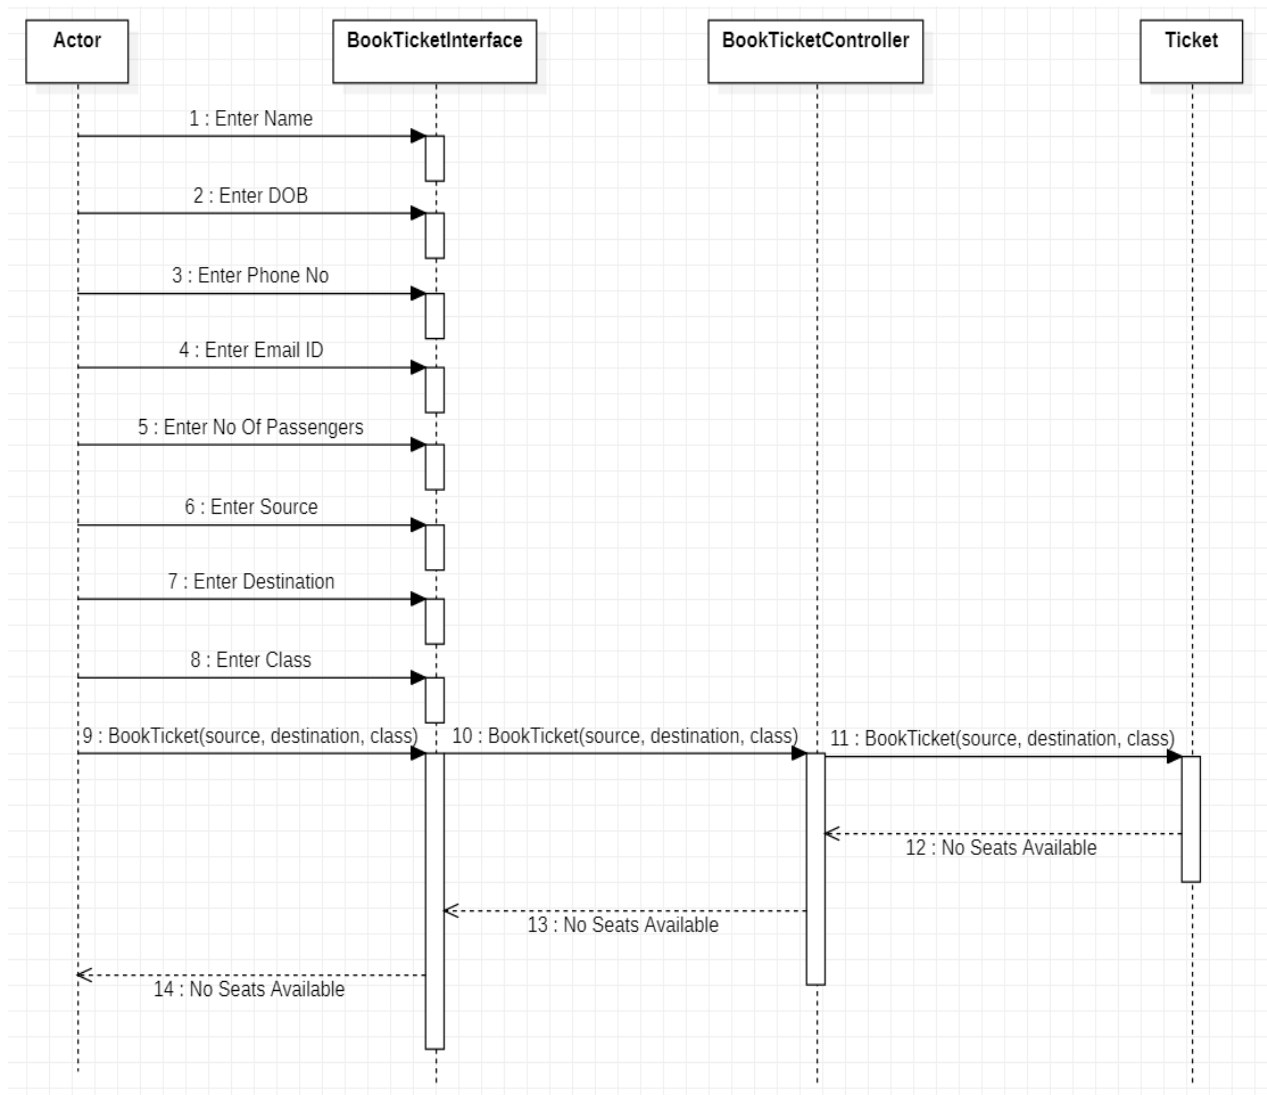 Actor
BookTicketInterface
BookTicketController
Ticket
1 : Enter Name
2 : Enter DOB
3 : Enter Phone No
4 : Enter Email ID
5 : Enter No Of Passengers
6 : Enter Source
7 : Enter Destination
8 : Enter Class
9 : BookTicket(source, destination, class)
10 : BookTicket(source, destination, class)
11 : BookTicket(source, destination, class)
12 : No Seats Available
13 : No Seats Available
14 : No Seats Available